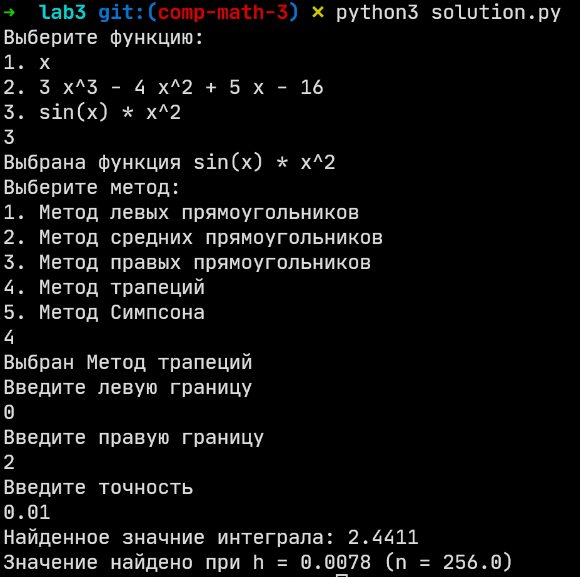 → lab3 git:(comp-math-3) × python3 solution.py
Выберите функцию:
1. x
2. 3 x^3 - 4 x^2 + 5 x - 16
3. sin(x) * x^2
3
Выбрана функция sin(x) * x^2
Выберите метод:
1. Метод левых прямоугольников
2. Метод средних прямоугольников
3. Метод правых прямоугольников
4. Метод трапеций
5. Метод Симпсона
4
Выбран Метод трапеций
Введите левую границу
0
Введите правую границу
2
Введите точность
0.01
Найденное значние интеграла: 2.4411
Значение найдено при h = 0.0078 (n = 256.0)